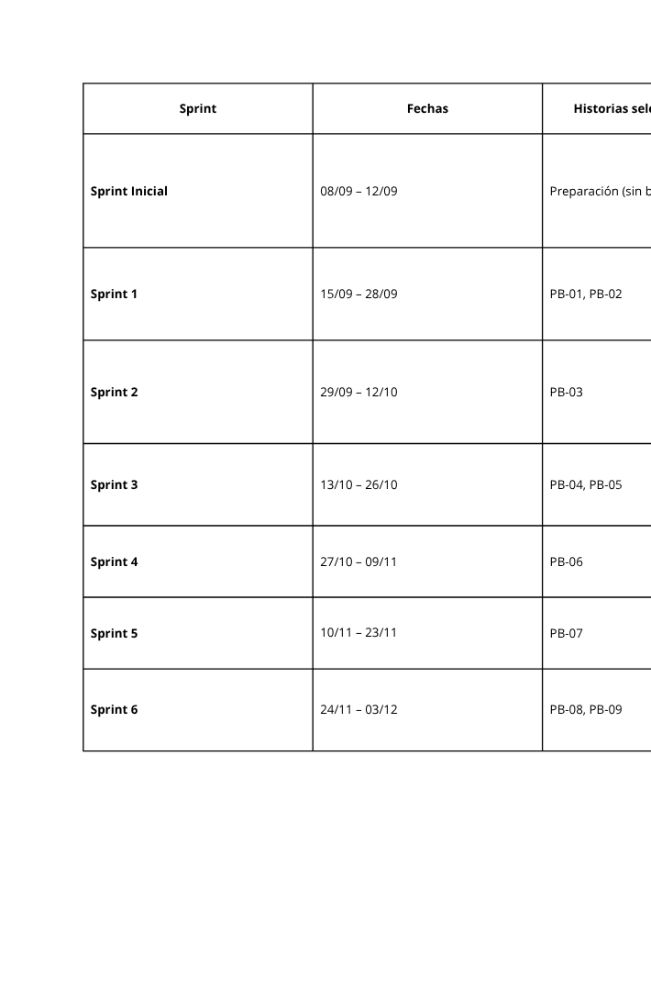 Sprint Fechas Historias sel
Sprint Inicial 08/09 – 12/09 Preparación (sin
Sprint 1 15/09 – 28/09 PB-01, PB-02
Sprint 2 29/09 – 12/10 PB-03
Sprint 3 13/10 – 26/10 PB-04, PB-05
Sprint 4 27/10 – 09/11 PB-06
Sprint 5 10/11 – 23/11 PB-07
Sprint 6 24/11 – 03/12 PB-08, PB-09